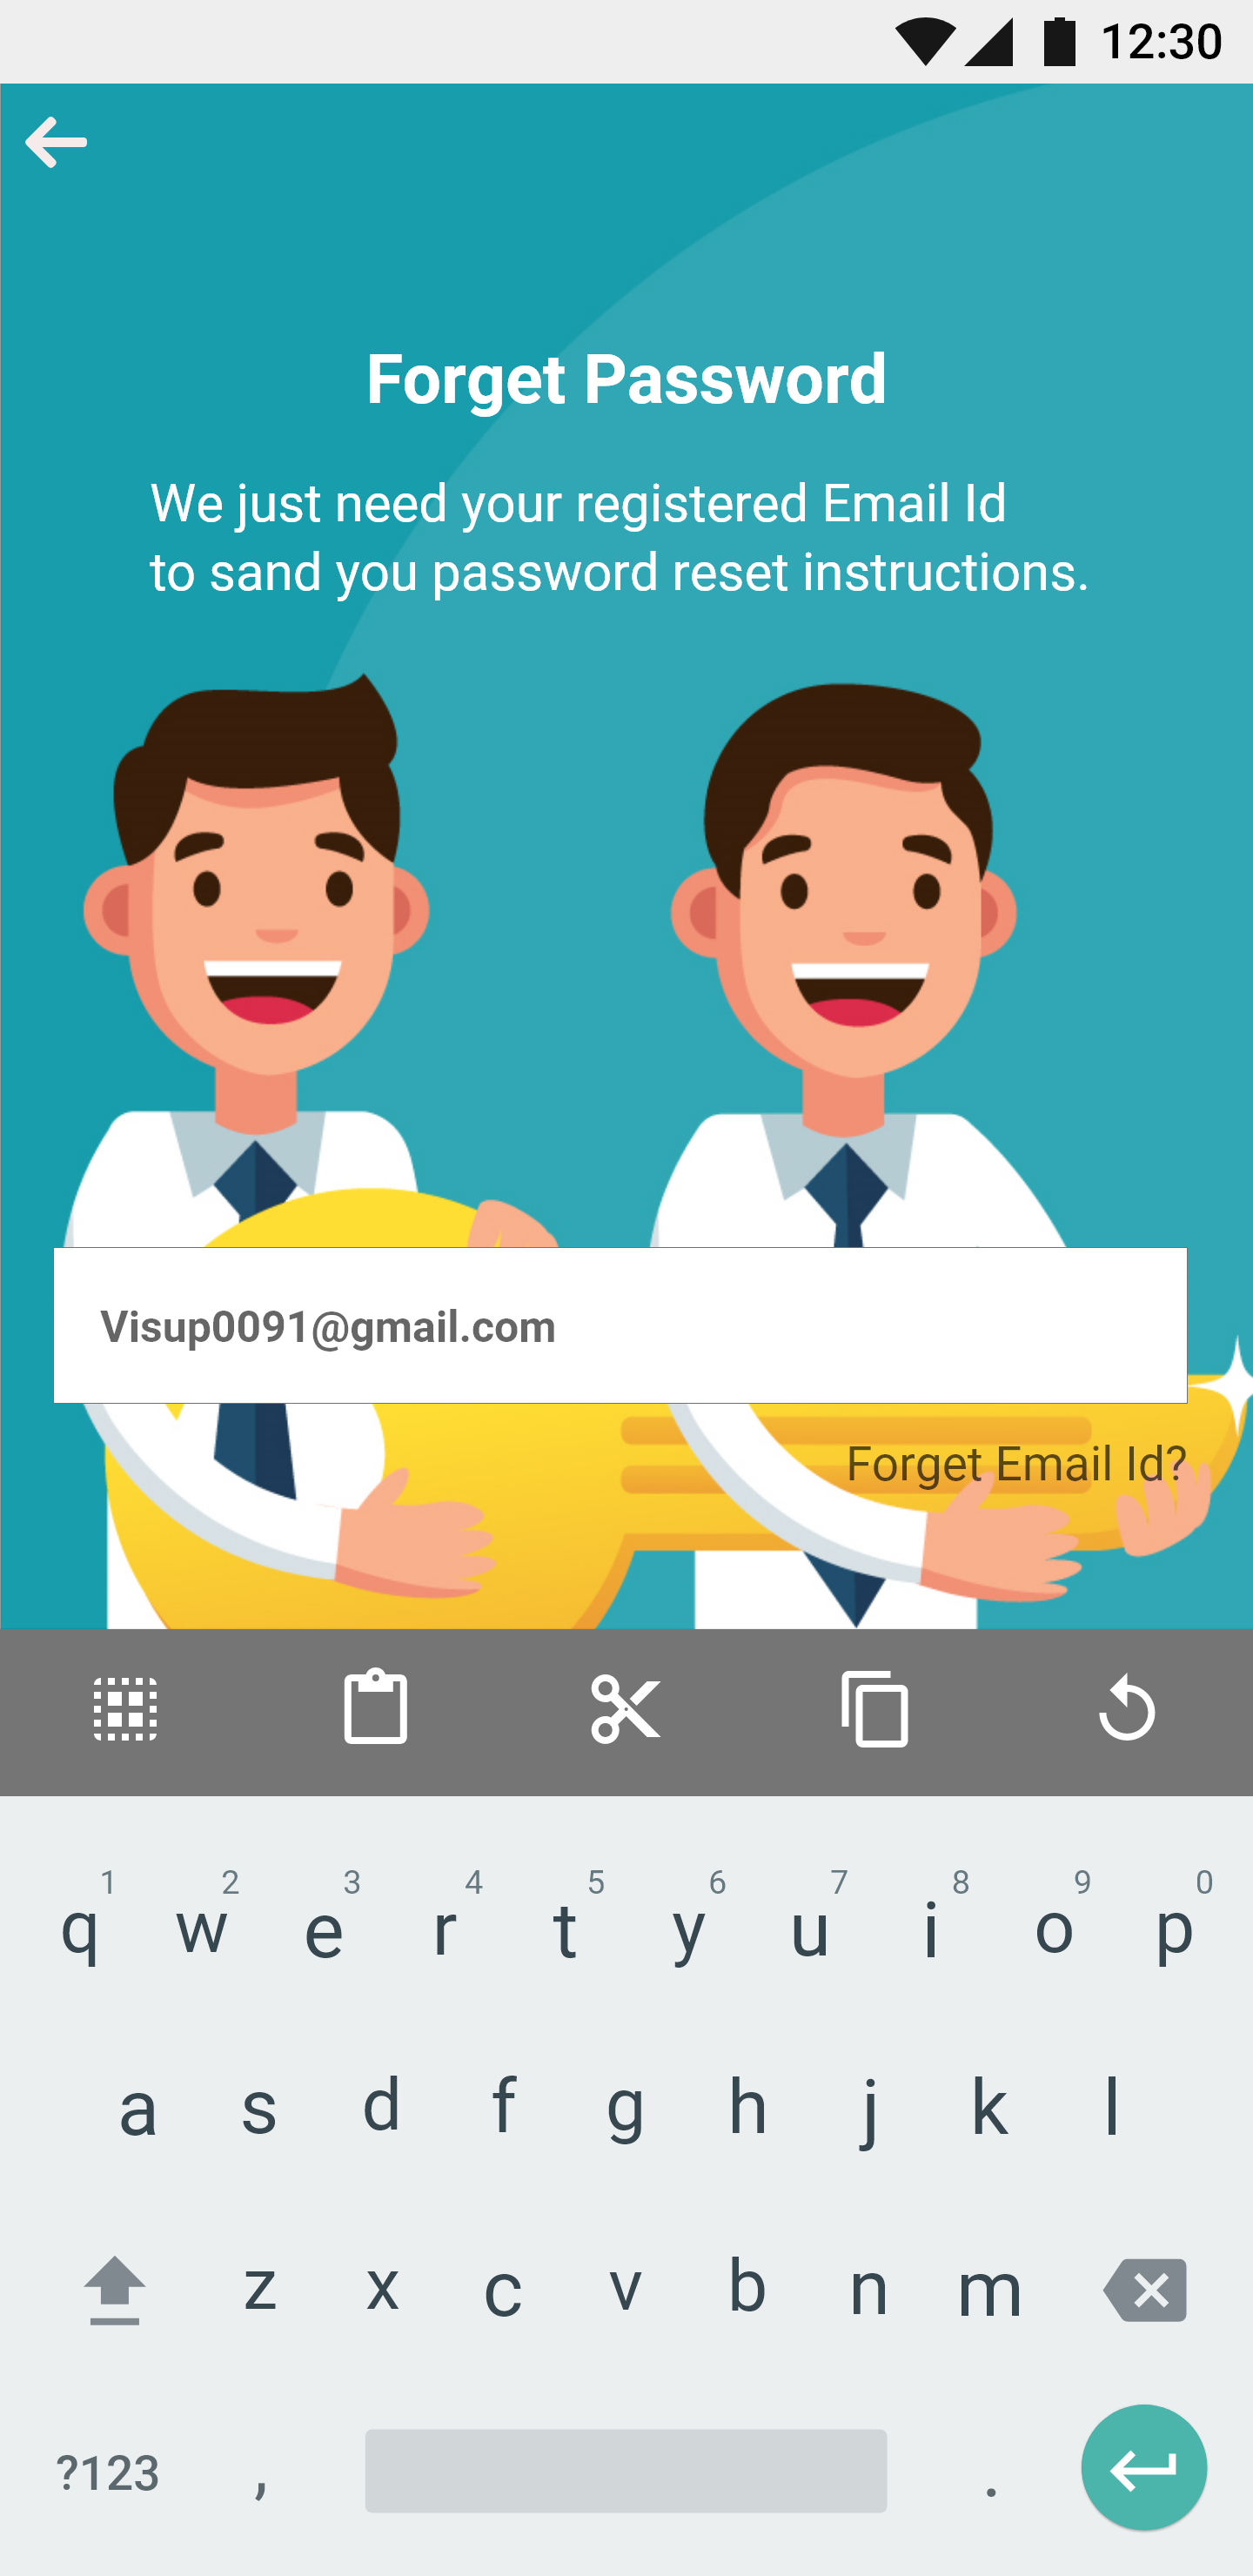 12:30
Forget Password
We just need your registered Email Id
to sand you password reset instructions.
Visup0091@gmail.com
Forget Email Id?
1 2 3 4 5 6 7 8 9 0
q w e r t y u i o p
a s d f g h j k l
z x c v b n m
?123 , .